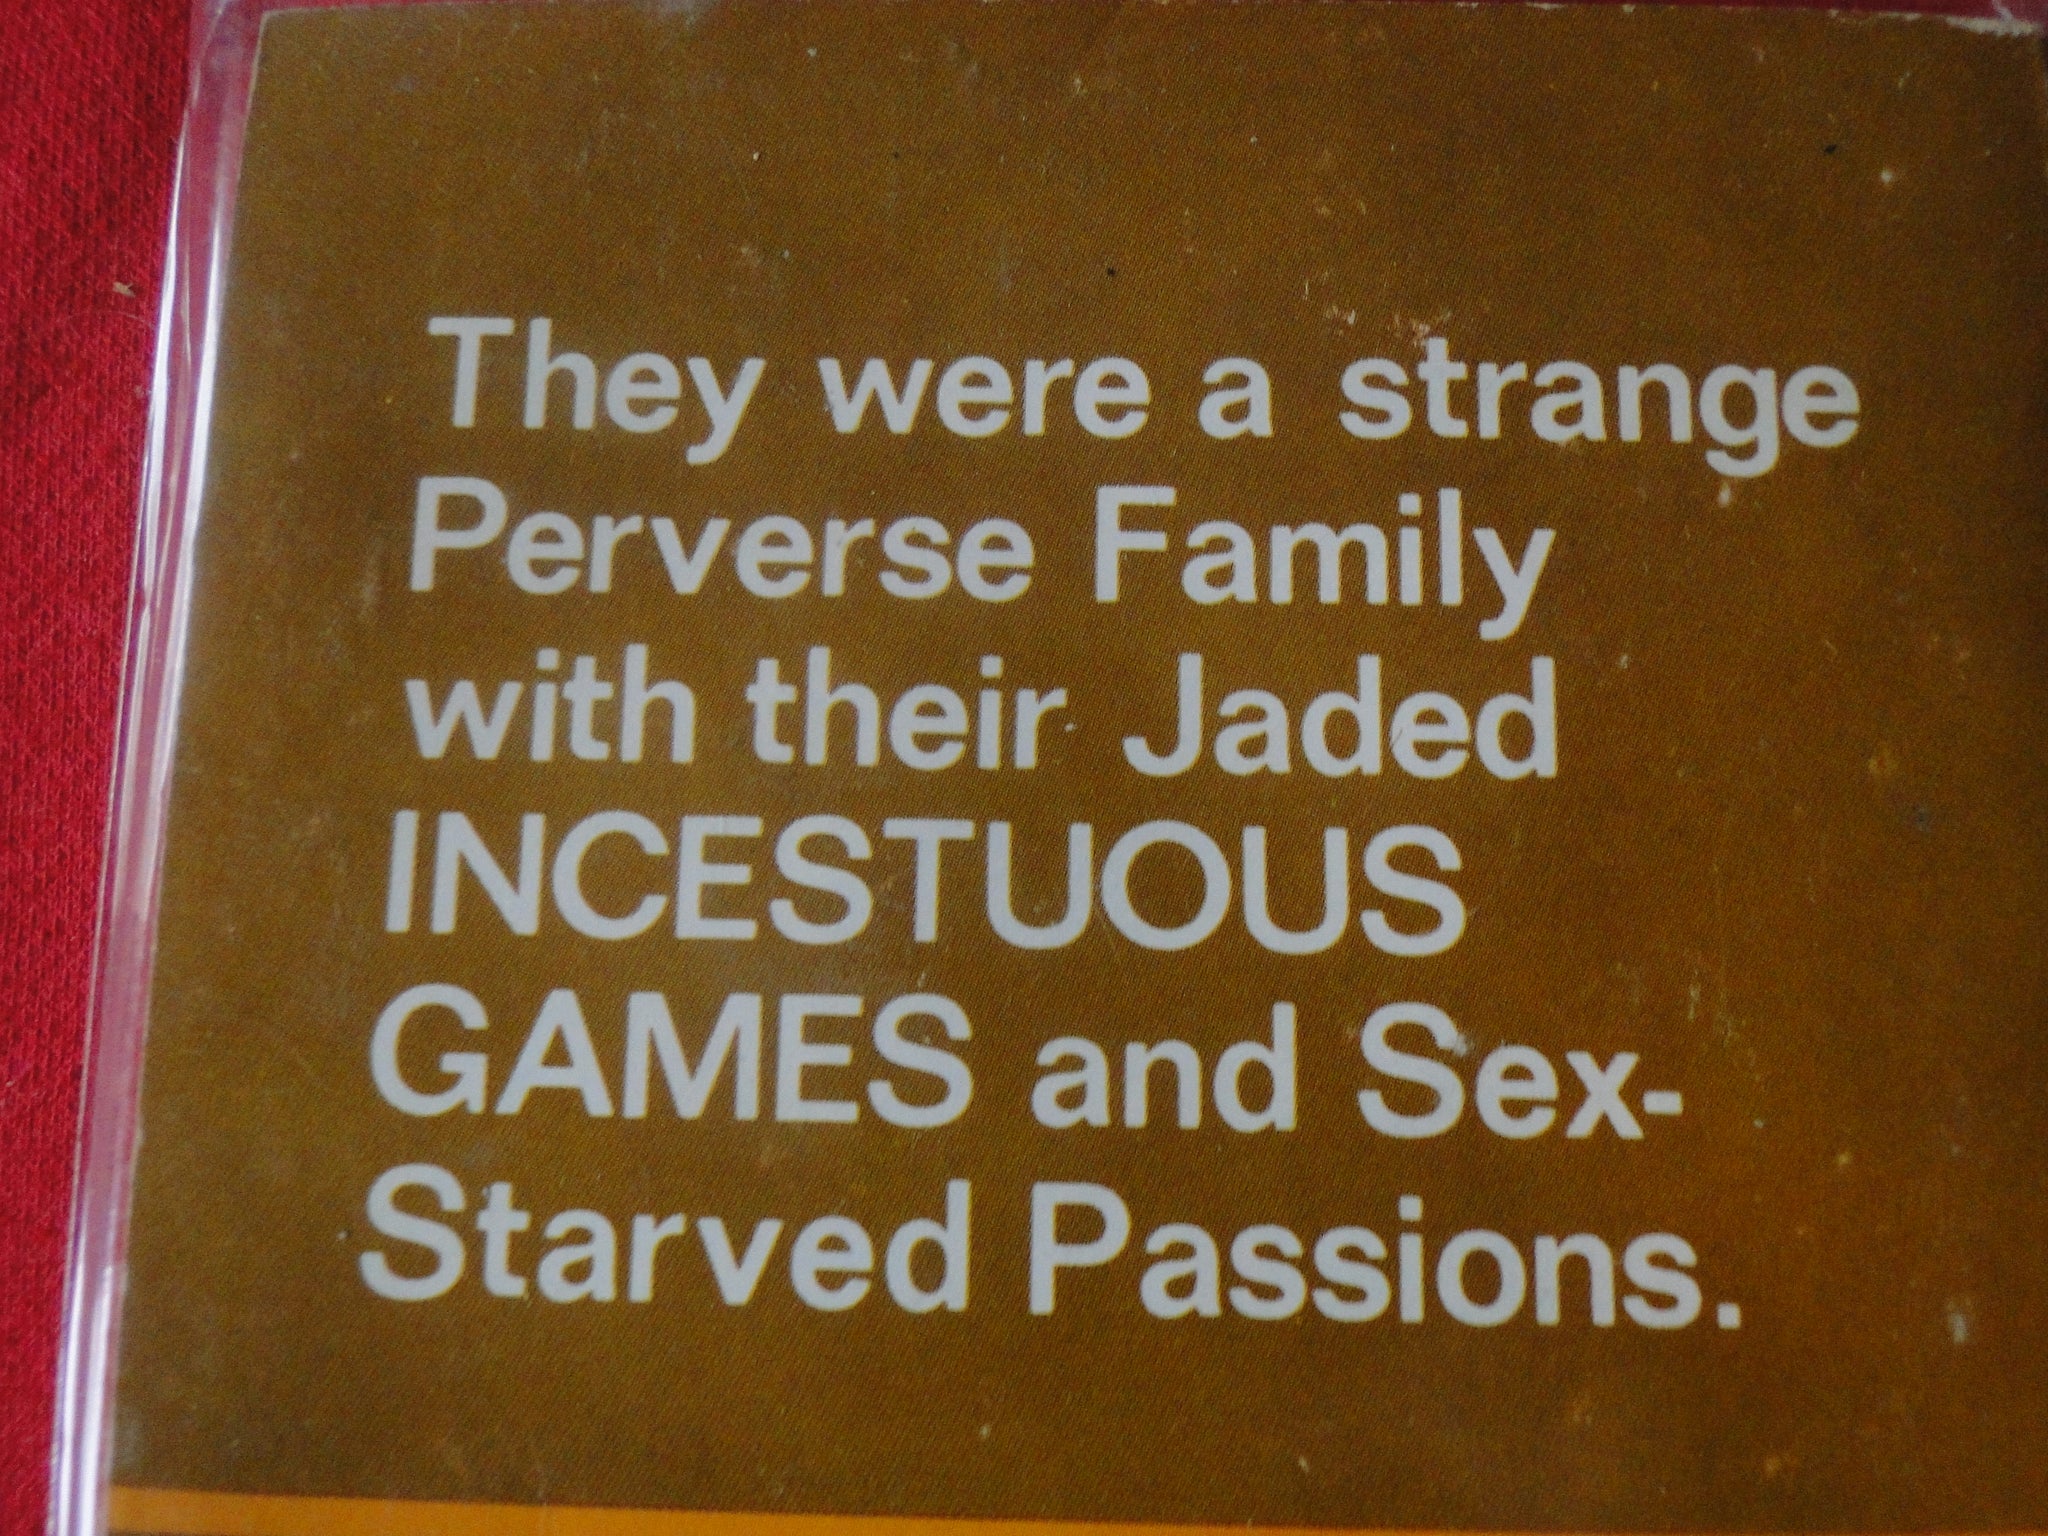 They were a strange
Perverse Family
with their Jaded
INCESTUOUS
GAMES and Sex-
Starved Passions.